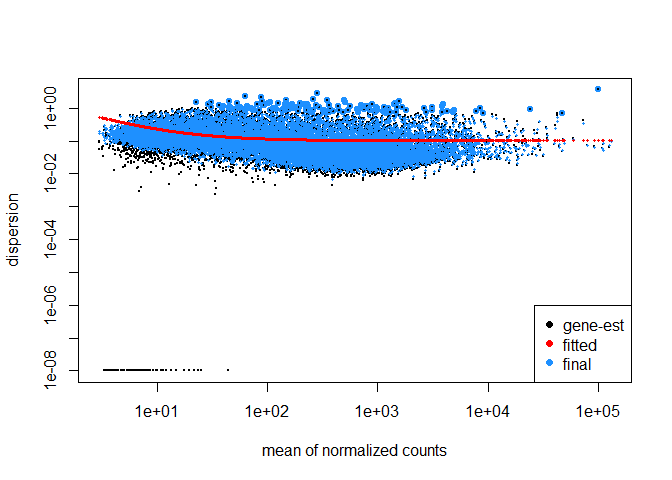 1e+00
1e-02
1e-04
1e-06
1e-08
dispersion
gene-est
fitted
final
1e+01 1e+02 1e+03 1e+04 1e+05
mean of normalized counts